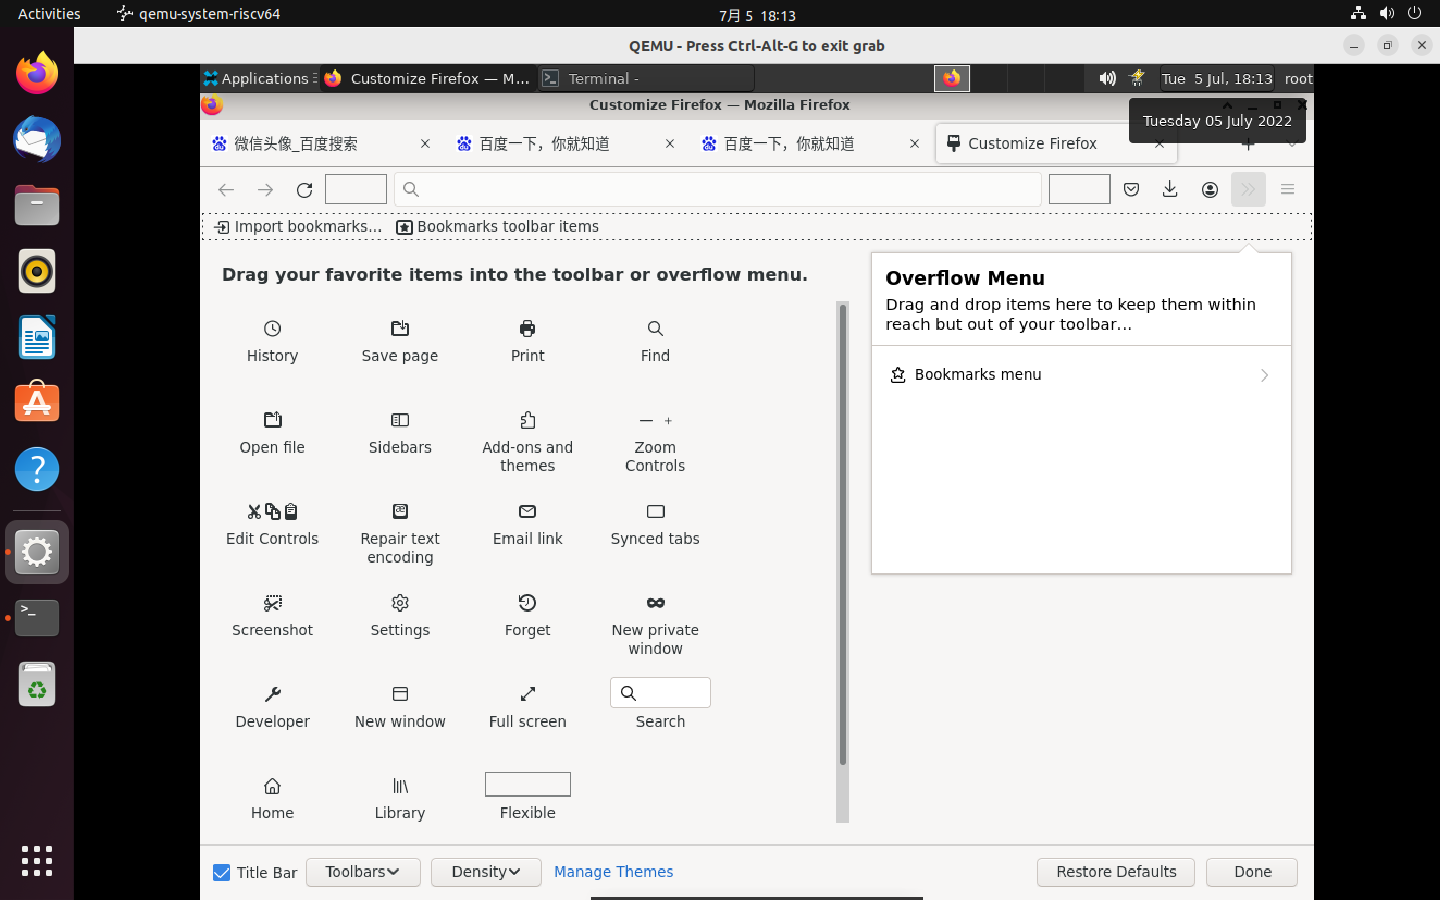 Activities
qemu-system-riscv64
7月 5 18:13
QEMU - Press Ctrl-Alt-G to exit grab
Applications
Customize Firefox — M...
Terminal -
Tue 5 Jul, 18:13
root
Customize Firefox — Mozilla Firefox
Tuesday 05 July 2022
微信头像_百度搜索
百度一下，你就知道
百度一下，你就知道
Customize Firefox
Import bookmarks...
Bookmarks toolbar items
Drag your favorite items into the toolbar or overflow menu.
Overflow Menu
Drag and drop items here to keep them within
reach but out of your toolbar...
Bookmarks menu
History
Save page
Print
Find
Open file
Sidebars
Add-ons and
themes
Zoom
Controls
Edit Controls
Repair text
encoding
Email link
Synced tabs
Screenshot
Settings
Forget
New private
window
Developer
New window
Full screen
Search
Home
Library
Flexible
Title Bar
Toolbars
Density
Manage Themes
Restore Defaults
Done